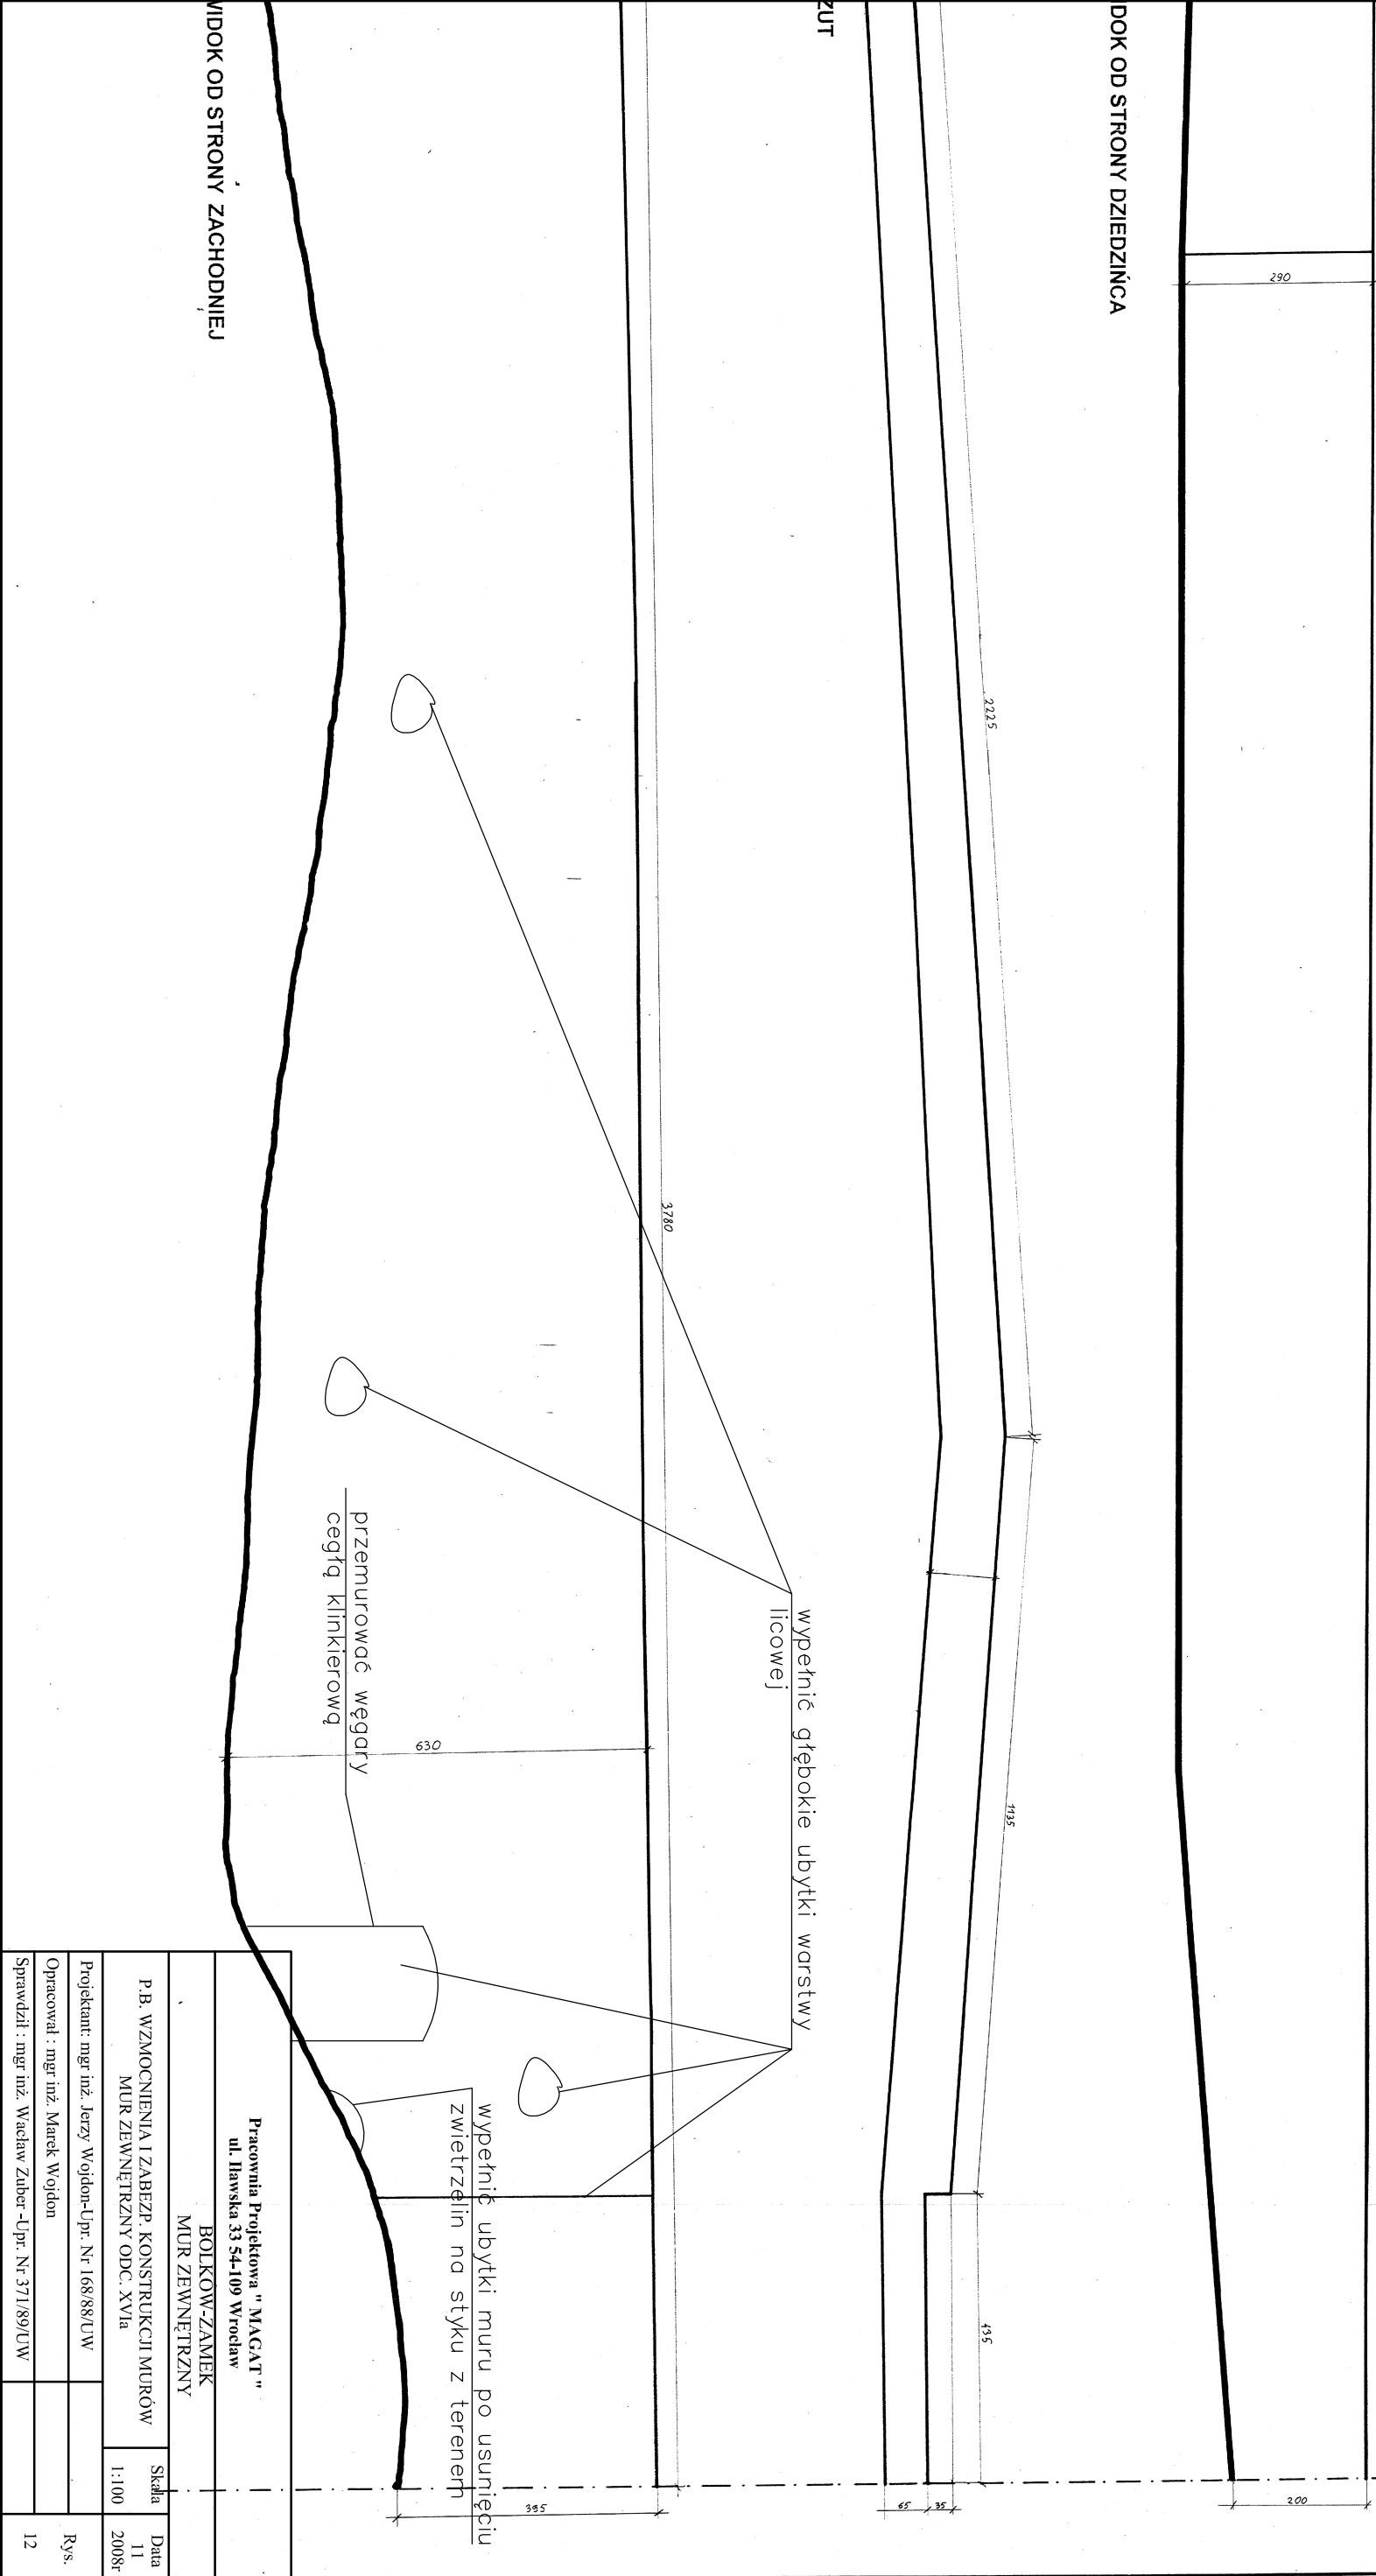 WIDOK OD STRONY DZIEDZIŃCA
290
200
ZUT
2225
1135
435
65
35
WIDOK OD STRONY ZACHODNIEJ
3780
630
wypełnić głębokie ubytki warstwy
licowej
przemurować węgary
cegłą klinkierową
wypełnić ubytki muru po usunięciu
zwietrzelin na styku z terenem
Pracownia Projektowa " MAGAT "
ul. Iławska 33 54-109 Wrocław
BOLKÓW-ZAMEK
MUR ZEWNĘTRZNY
P.B. WZMOCNIENIA I ZABEZP. KONSTRUKCJI MURÓW
MUR ZEWNĘTRZNY ODC. XVIa
Skala
1:100
Data
11
2008r
Projektant: mgr inż. Jerzy Wojdon-Upr. Nr 168/88/UW
Opracował : mgr inż. Marek Wojdon
Sprawdził : mgr inż. Wacław Zuber -Upr. Nr 371/89/UW
Rys.
12